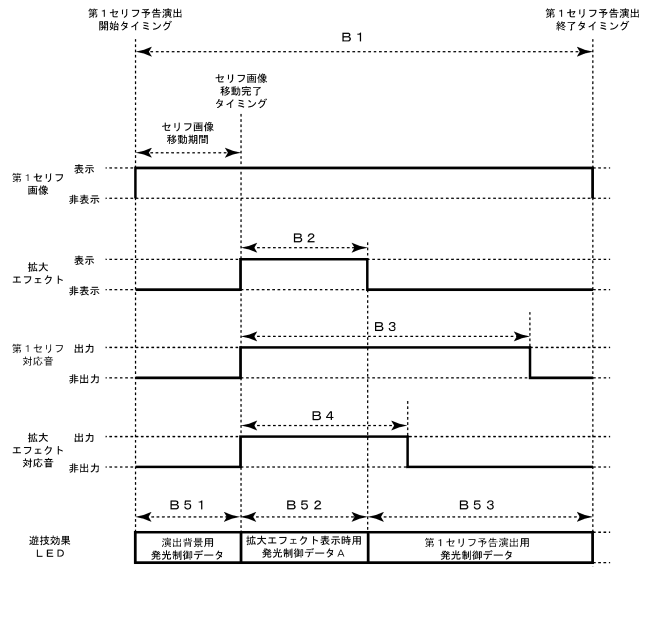 第１セリフ予告演出
開始タイミング
第１セリフ予告演出
終了タイミング
Ｂ１
セリフ画像
移動完了
タイミング
セリフ画像
移動期間
第１セリフ
画像
表示
非表示
Ｂ２
拡大
エフェクト
表示
非表示
Ｂ３
第１セリフ
対応音
出力
非出力
Ｂ４
拡大
エフェクト
対応音
出力
非出力
Ｂ５１
Ｂ５２
Ｂ５３
遊技効果
ＬＥＤ
演出背景用
発光制御データ
拡大エフェクト表示時用
発光制御データＡ
第１セリフ予告演出用
発光制御データ